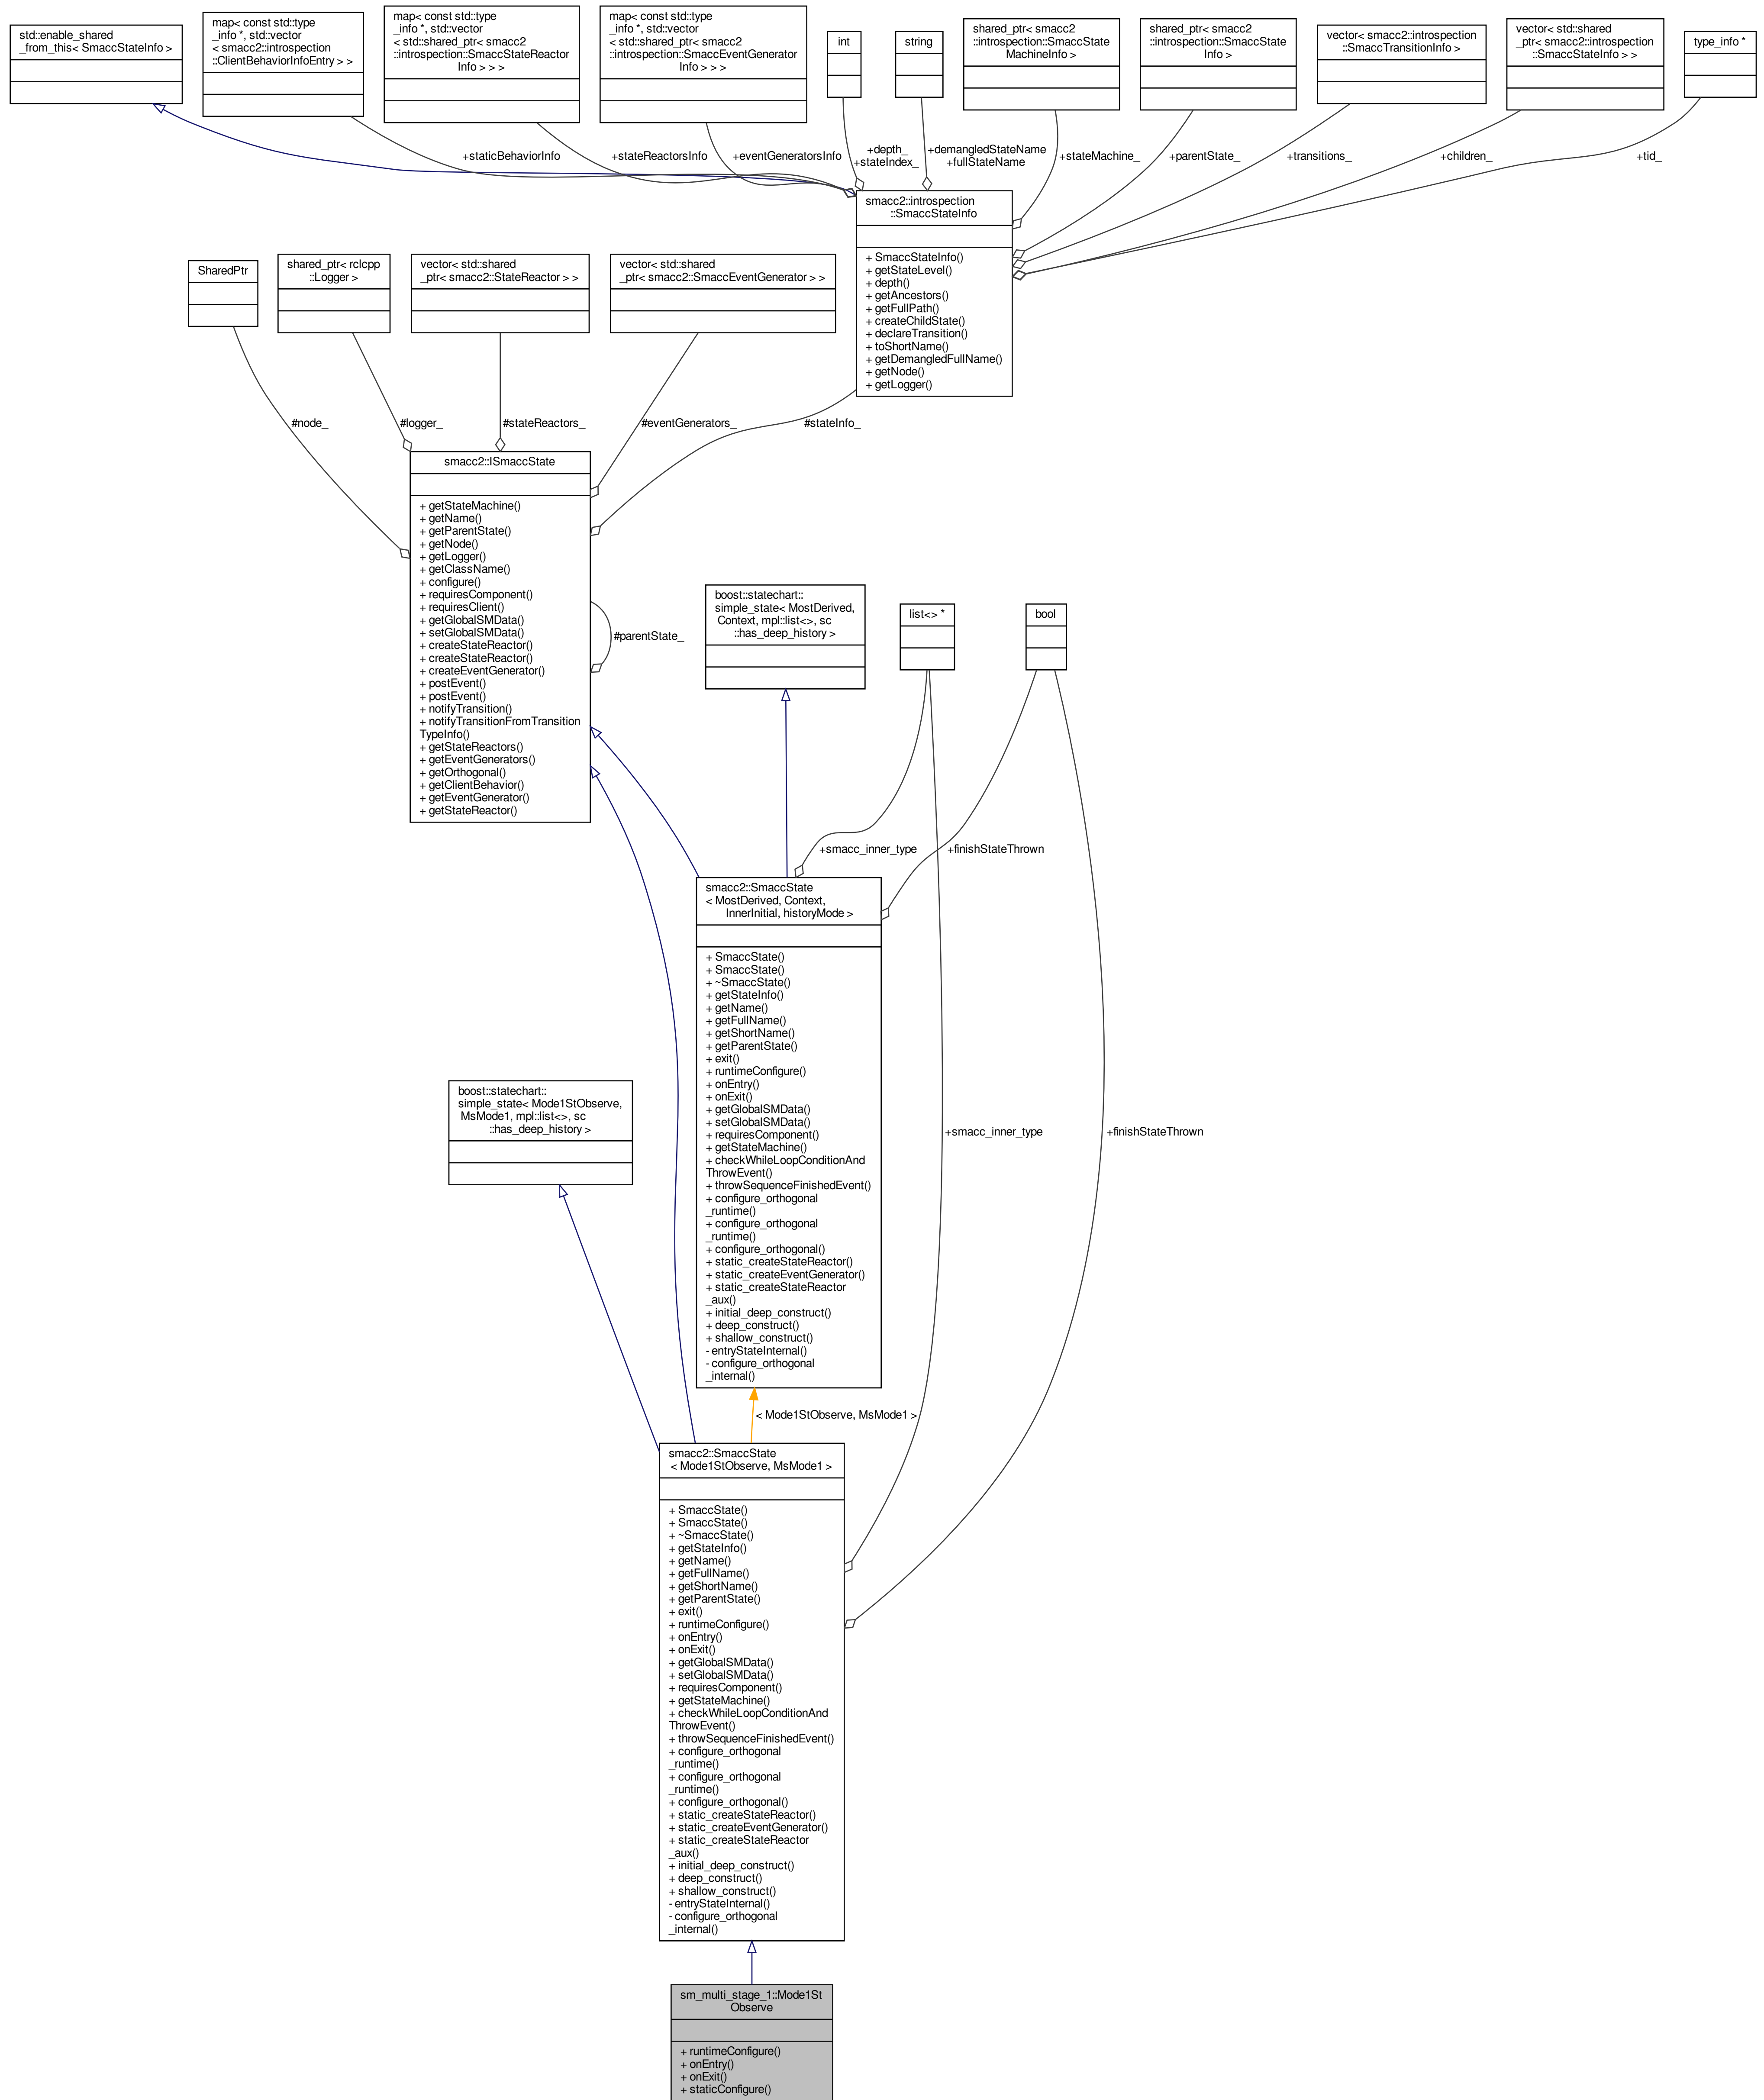 std::enable_shared
_from_this< SmaccStateInfo >
map< const std::type
_info *, std::vector
< smacc2::introspection
::ClientBehaviorInfoEntry > >
map< const std::type
_info *, std::vector
< std::shared_ptr< smacc2
::introspection::SmaccStateReactor
Info > > >
map< const std::type
_info *, std::vector
< std::shared_ptr< smacc2
::introspection::SmaccEventGenerator
Info > > >
int
string
shared_ptr< smacc2
::introspection::SmaccState
MachineInfo >
shared_ptr< smacc2
::introspection::SmaccState
Info >
vector< smacc2::introspection
::SmaccTransitionInfo >
vector< std::shared
_ptr< smacc2::introspection
::SmaccStateInfo > >
type_info *
+staticBehaviorInfo
+stateReactorsInfo
+eventGeneratorsInfo
+depth_
+stateIndex_
+demangledStateName
+fullStateName
+stateMachine_
+parentState_
+transitions_
+children_
+tid_
smacc2::introspection
::SmaccStateInfo
+ SmaccStateInfo()
+ getStateLevel()
+ depth()
+ getAncestors()
+ getFullPath()
+ createChildState()
+ declareTransition()
+ toShortName()
+ getDemangledFullName()
+ getNode()
+ getLogger()
SharedPtr
shared_ptr< rclcpp
::Logger >
vector< std::shared
_ptr< smacc2::StateReactor > >
vector< std::shared
_ptr< smacc2::SmaccEventGenerator > >
#node_
#logger_
#stateReactors_
#eventGenerators_
#stateInfo_
smacc2::ISmaccState
+ getStateMachine()
+ getName()
+ getParentState()
+ getNode()
+ getLogger()
+ getClassName()
+ configure()
+ requiresComponent()
+ requiresClient()
+ getGlobalSMData()
+ setGlobalSMData()
+ createStateReactor()
+ createStateReactor()
+ createEventGenerator()
+ postEvent()
+ postEvent()
+ notifyTransition()
+ notifyTransitionFromTransition
TypeInfo()
+ getStateReactors()
+ getEventGenerators()
+ getOrthogonal()
+ getClientBehavior()
+ getEventGenerator()
+ getStateReactor()
#parentState_
boost::statechart::
simple_state< MostDerived,
Context, mpl::list<>, sc
::has_deep_history >
list<> *
bool
+smacc_inner_type
+finishStateThrown
smacc2::SmaccState
< MostDerived, Context,
InnerInitial, historyMode >
+ SmaccState()
+ SmaccState()
+ ~SmaccState()
+ getStateInfo()
+ getName()
+ getFullName()
+ getShortName()
+ getParentState()
+ exit()
+ runtimeConfigure()
+ onEntry()
+ onExit()
+ getGlobalSMData()
+ setGlobalSMData()
+ requiresComponent()
+ getStateMachine()
+ checkWhileLoopConditionAnd
ThrowEvent()
+ throwSequenceFinishedEvent()
+ configure_orthogonal
_runtime()
+ configure_orthogonal
_runtime()
+ configure_orthogonal()
+ static_createStateReactor()
+ static_createEventGenerator()
+ static_createStateReactor
_aux()
+ initial_deep_construct()
+ deep_construct()
+ shallow_construct()
- entryStateInternal()
- configure_orthogonal
_internal()
boost::statechart::
simple_state< Mode1StObserve,
MsMode1, mpl::list<>, sc
::has_deep_history >
+smacc_inner_type
+finishStateThrown
< Mode1StObserve, MsMode1 >
smacc2::SmaccState
< Mode1StObserve, MsMode1 >
+ SmaccState()
+ SmaccState()
+ ~SmaccState()
+ getStateInfo()
+ getName()
+ getFullName()
+ getShortName()
+ getParentState()
+ exit()
+ runtimeConfigure()
+ onEntry()
+ onExit()
+ getGlobalSMData()
+ setGlobalSMData()
+ requiresComponent()
+ getStateMachine()
+ checkWhileLoopConditionAnd
ThrowEvent()
+ throwSequenceFinishedEvent()
+ configure_orthogonal
_runtime()
+ configure_orthogonal
_runtime()
+ configure_orthogonal()
+ static_createStateReactor()
+ static_createEventGenerator()
+ static_createStateReactor
_aux()
+ initial_deep_construct()
+ deep_construct()
+ shallow_construct()
- entryStateInternal()
- configure_orthogonal
_internal()
sm_multi_stage_1::Mode1St
Observe
+ runtimeConfigure()
+ onEntry()
+ onExit()
+ staticConfigure()